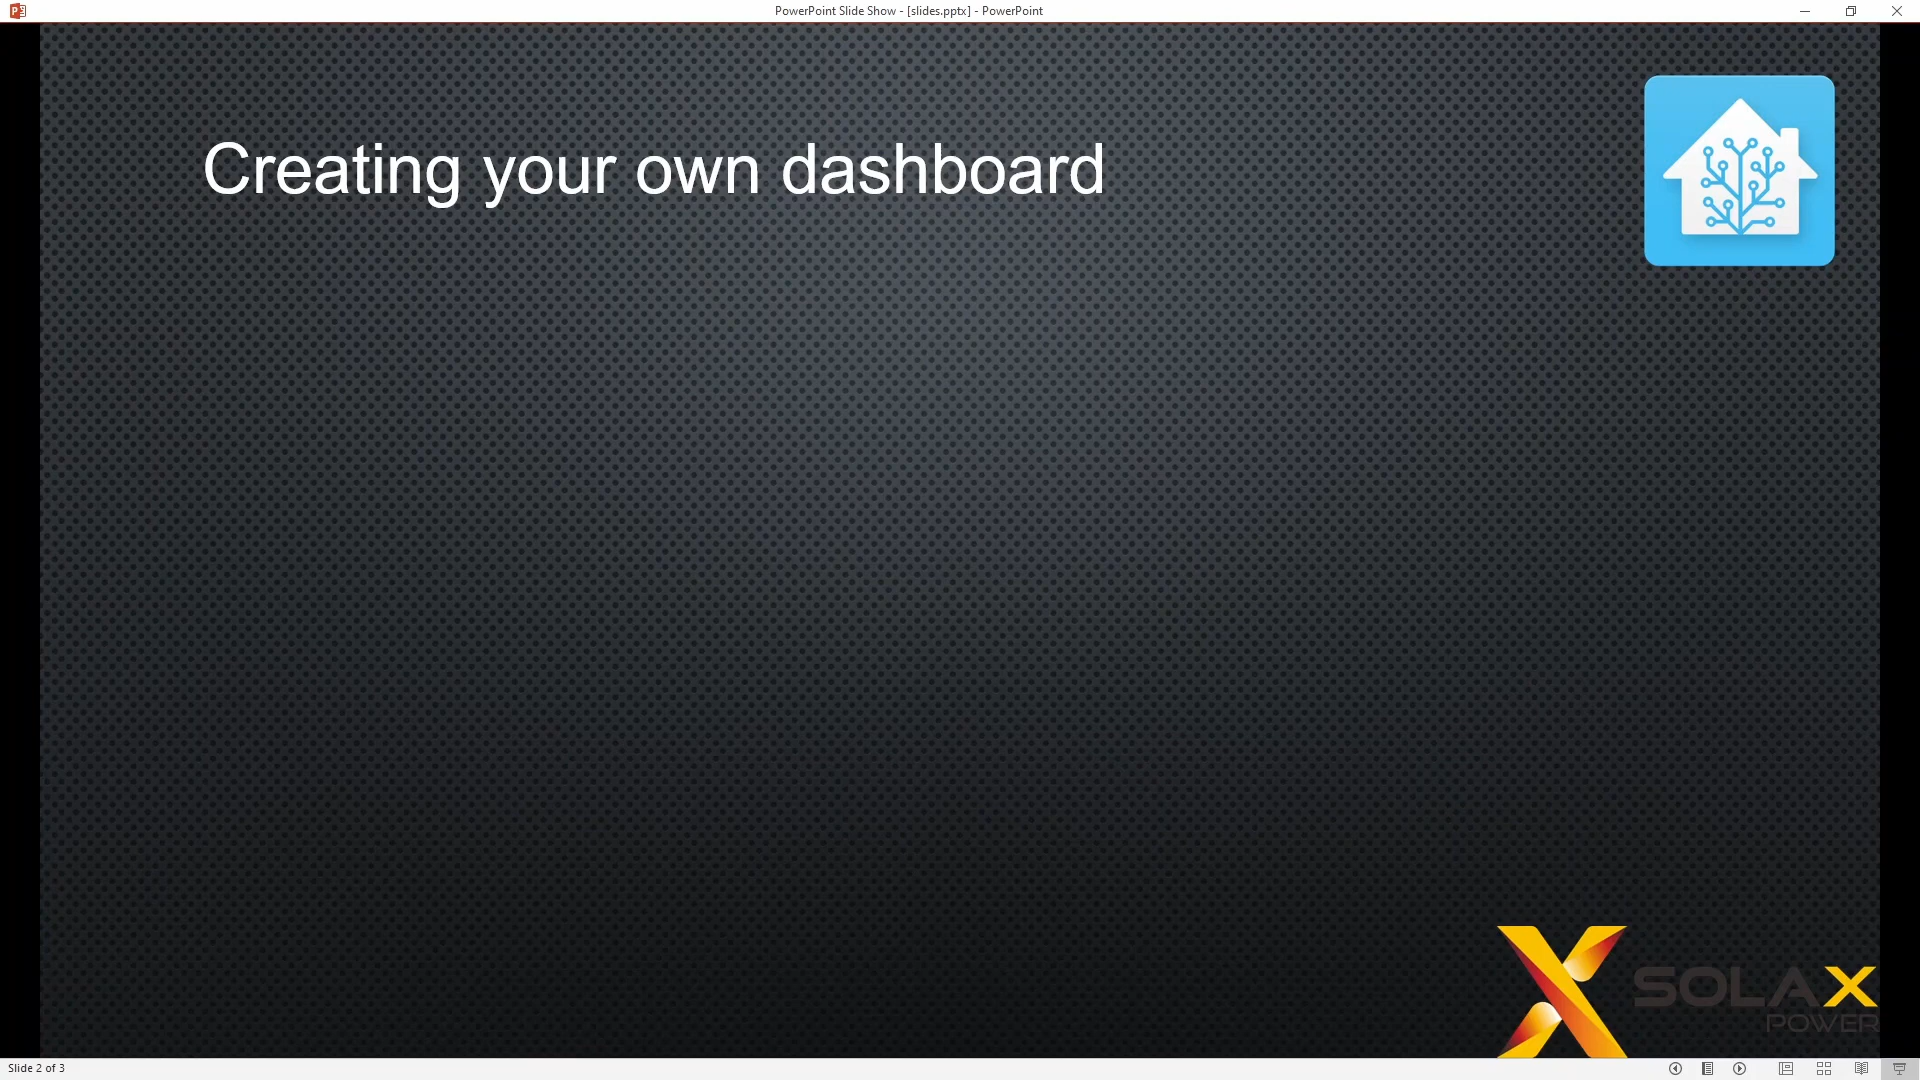 PowerPoint Slide Show - [slides.pptx] - PowerPoint
Creating your own dashboard
SOLAX
POWER
Slide 2 of 3